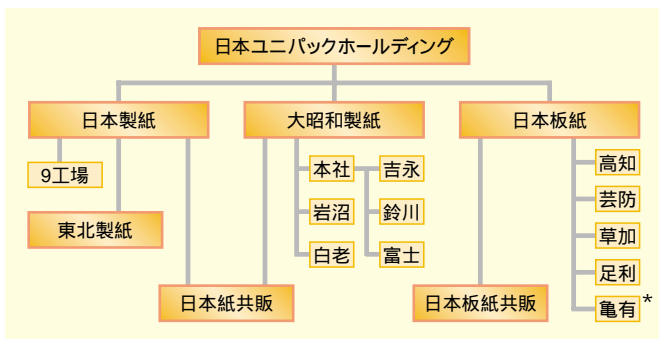 日本ユニパックホールディング
日本製紙
大昭和製紙
日本板紙
9工場
東北製紙
本社
吉永
岩沼
鈴川
白老
富士
高知
芸防
草加
足利
亀有*
日本紙共販
日本板紙共販